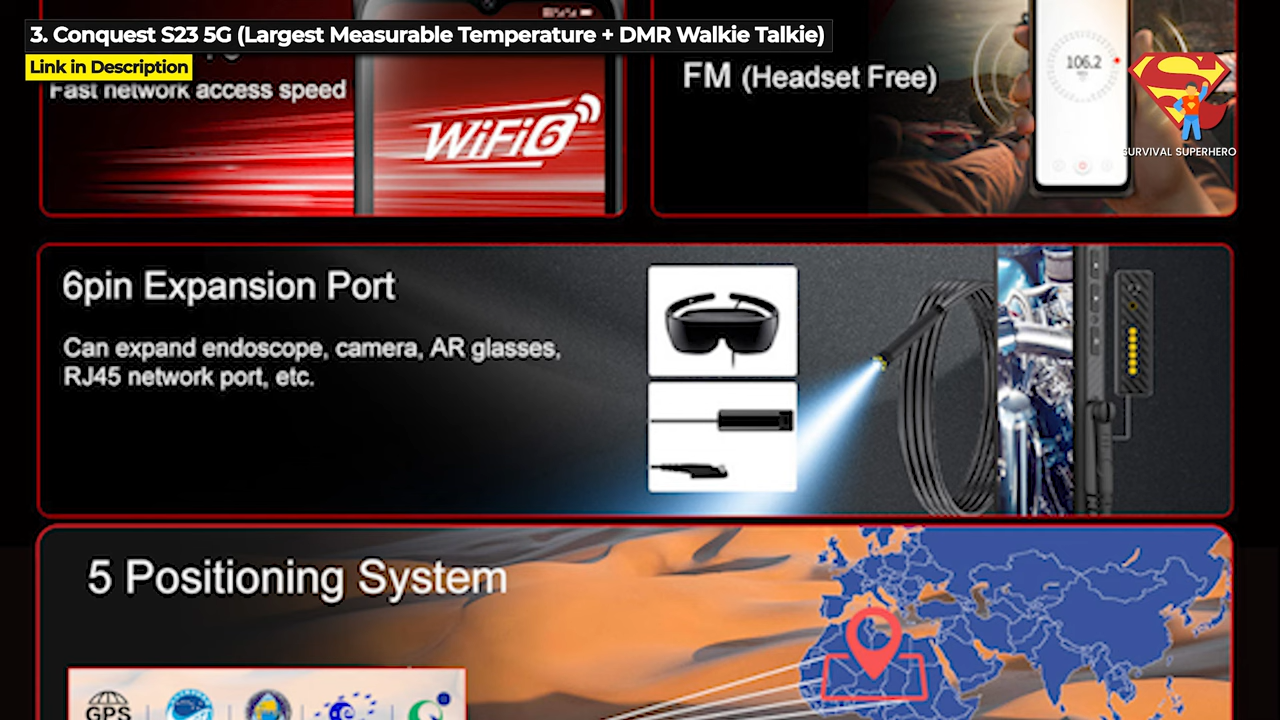 3. Conquest S23 5G (Largest Measurable Temperature + DMR Walkie Talkie)
Link in Description
Fast network access speed
WiFi6
FM (Headset Free)
106.2
SURVIVAL SUPERHERO
6pin Expansion Port
Can expand endoscope, camera, AR glasses,
RJ45 network port, etc.
5 Positioning System
GPS